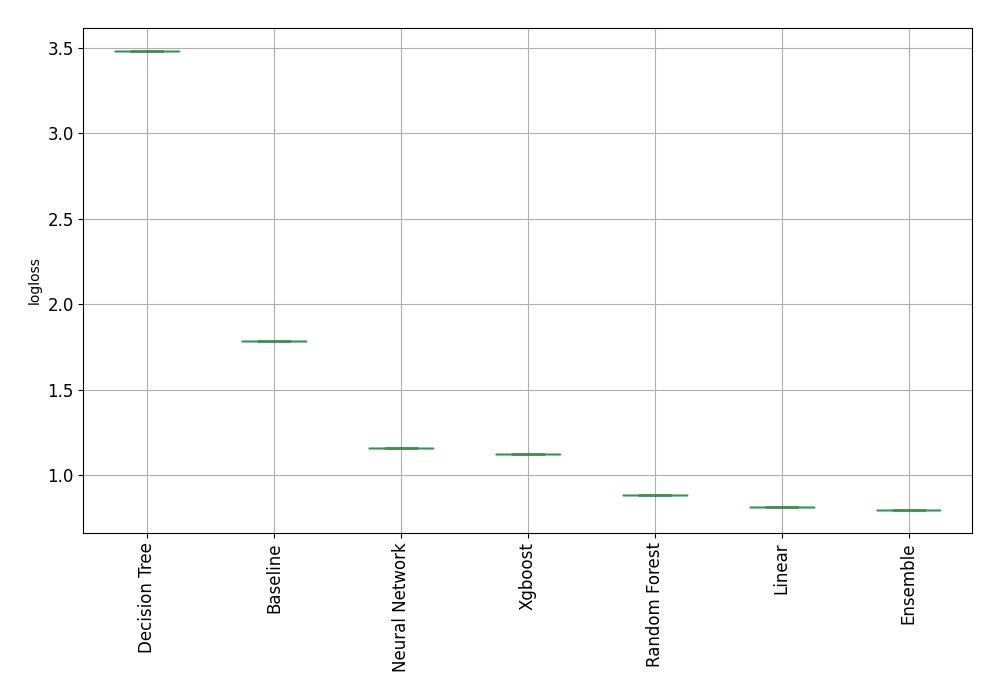 3.5
3.0
2.5
2.0
1.5
1.0
logloss
Decision Tree
Baseline
Neural Network
Xgboost
Random Forest
Linear
Ensemble